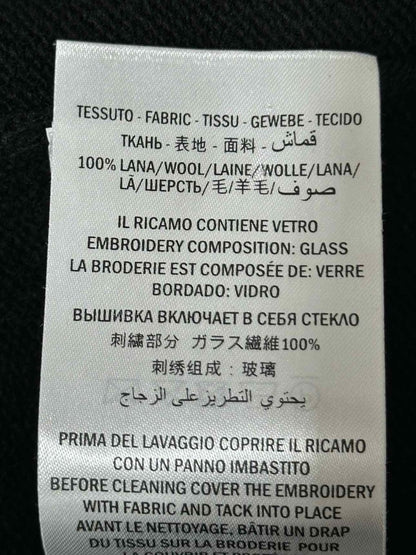 TESSUTO - FABRIC - TISSU - GEWEBE - TECIDO
ТКАНЬ - 表地 - 面料 - قماش
100% LANA/WOOL/LAINE/WOLLE/LANA/
LÃ/ШЕРСТЬ/毛/羊毛/صوف
IL RICAMO CONTIENE VETRO
EMBROIDERY COMPOSITION: GLASS
LA BRODERIE EST COMPOSÉE DE: VERRE
BORDADO: VIDRO
ВЫШИВКА ВКЛЮЧАЕТ В СЕБЯ СТЕКЛО
刺繍部分 ガラス繊維100%
刺绣组成：玻璃
يحتوي التطريز على الزجاج
PRIMA DEL LAVAGGIO COPRIRE IL RICAMO
CON UN PANNO IMBASTITO
BEFORE CLEANING COVER THE EMBROIDERY
WITH FABRIC AND TACK INTO PLACE
AVANT LE NETTOYAGE, BÂTIR UN DRAP
DU TISSU SUR LA BRODERIE POUR